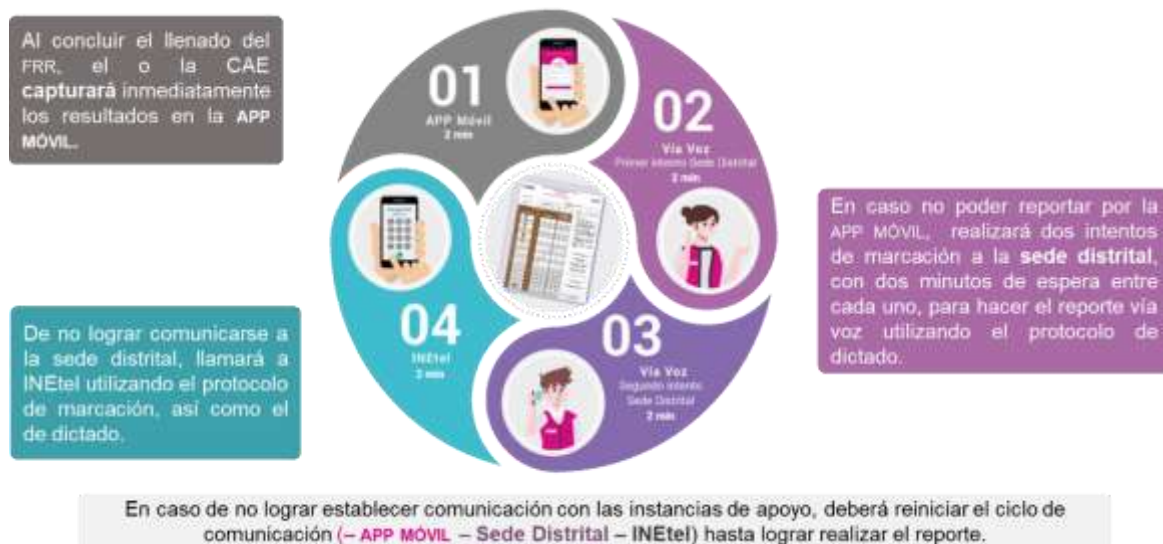 Al concluir el llenado del
FRR, el o la CAE
capturará inmediatamente
los resultados en la APP
MÓVIL.
01
APP Móvil
2 min
02
Vía Voz
Primer intento Sede Distrital
2 min
En caso no poder reportar por la
APP MÓVIL, realizará dos intentos
de marcación a la sede distrital,
con dos minutos de espera entre
cada uno, para hacer el reporte vía
voz utilizando el protocolo de
dictado.
03
Vía Voz
Segundo intento
Sede Distrital
2 min
04
INEtel
2 min
De no lograr comunicarse a
la sede distrital, llamará a
INEtel utilizando el protocolo
de marcación, así como el
de dictado.
En caso de no lograr establecer comunicación con las instancias de apoyo, deberá reiniciar el ciclo de
comunicación (– APP MÓVIL – Sede Distrital – INEtel) hasta lograr realizar el reporte.